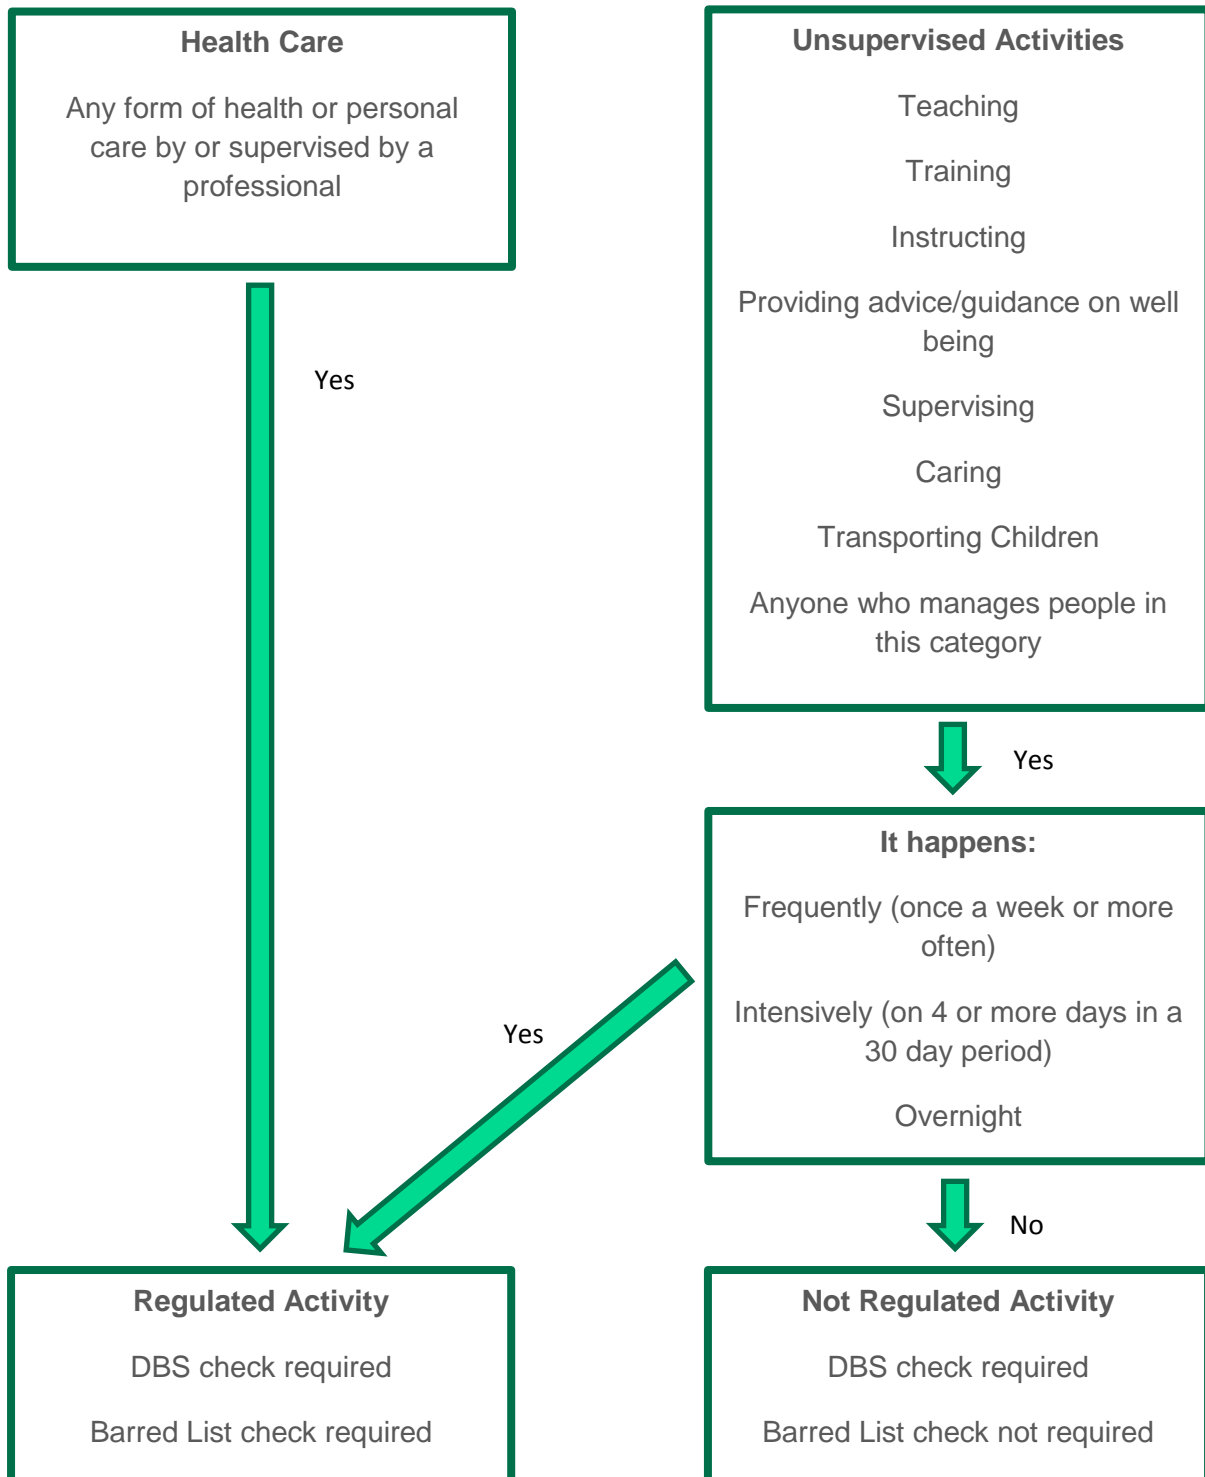 Health Care
Any form of health or personal
care by or supervised by a
professional
Yes
Unsupervised Activities
Teaching
Training
Instructing
Providing advice/guidance on well
being
Supervising
Caring
Transporting Children
Anyone who manages people in
this category
Yes
It happens:
Frequently (once a week or more
often)
Intensively (on 4 or more days in a
30 day period)
Overnight
Yes
No
Regulated Activity
DBS check required
Barred List check required
Not Regulated Activity
DBS check required
Barred List check not required